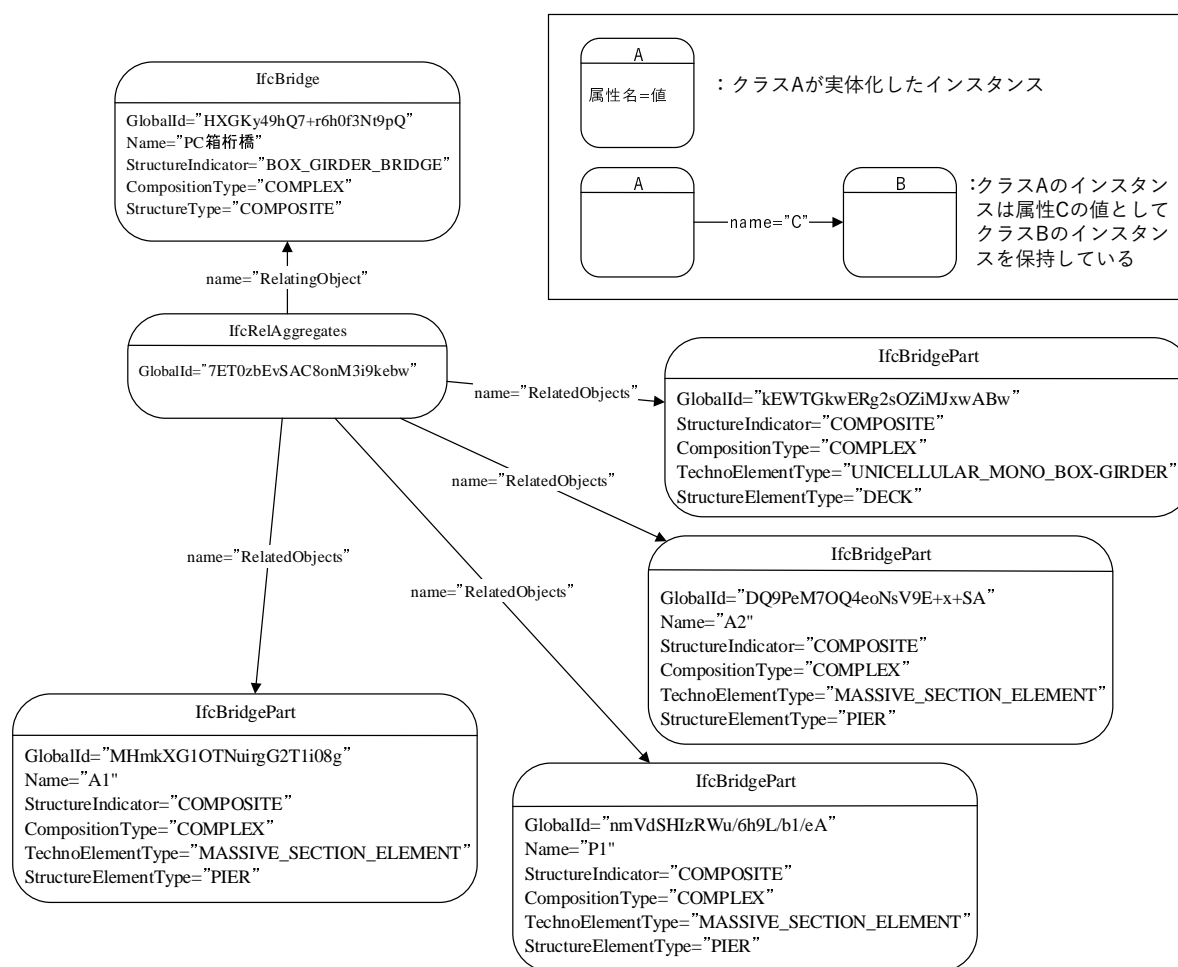 IfcBridge
GlobalId="HXGKy49hQ7+r6h0f3Nt9pQ"
Name="PC箱桁橋"
StructureIndicator="BOX_GIRDER_BRIDGE"
CompositionType="COMPLEX"
StructureType="COMPOSITE"
A
属性名=値
：クラスAが実体化したインスタンス
A
name="C"
B
：クラスAのインスタン
スは属性Cの値として
クラスBのインスタン
スを保持している
name="RelatingObject"
IfcRelAggregates
GlobalId="7ET0zbEvSAC8onM3i9kebw"
name="RelatedObjects"
IfcBridgePart
GlobalId="kEWTGkwERg2sOZiMJxwABw"
StructureIndicator="COMPOSITE"
CompositionType="COMPLEX"
TechnoElementType="UNICELLULAR_MONO_BOX-GIRDER"
StructureElementType="DECK"
name="RelatedObjects"
IfcBridgePart
GlobalId="DQ9PeM7OQ4eoNsV9E+x+SA"
Name="A2"
StructureIndicator="COMPOSITE"
CompositionType="COMPLEX"
TechnoElementType="MASSIVE_SECTION_ELEMENT"
StructureElementType="PIER"
name="RelatedObjects"
IfcBridgePart
GlobalId="MHmkXG1OTNuirgG2T1i08g"
Name="A1"
StructureIndicator="COMPOSITE"
CompositionType="COMPLEX"
TechnoElementType="MASSIVE_SECTION_ELEMENT"
StructureElementType="PIER"
name="RelatedObjects"
IfcBridgePart
GlobalId="nmVdSHIzRWu/6h9L/b1/eA"
Name="P1"
StructureIndicator="COMPOSITE"
CompositionType="COMPLEX"
TechnoElementType="MASSIVE_SECTION_ELEMENT"
StructureElementType="PIER"